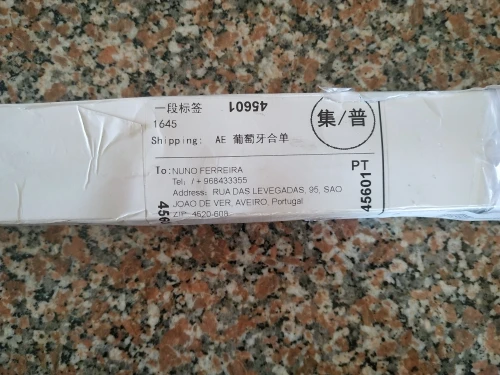 一段标签
45601
1645
集/普
Shipping: AE 葡萄牙合单
To: NUNO FERREIRA
Tel: / + 968433355
Address: RUA DAS LEVEGADAS, 95, SAO
JOAO DE VER, AVEIRO, Portugal
ZIP: 4520-608
PT
45601